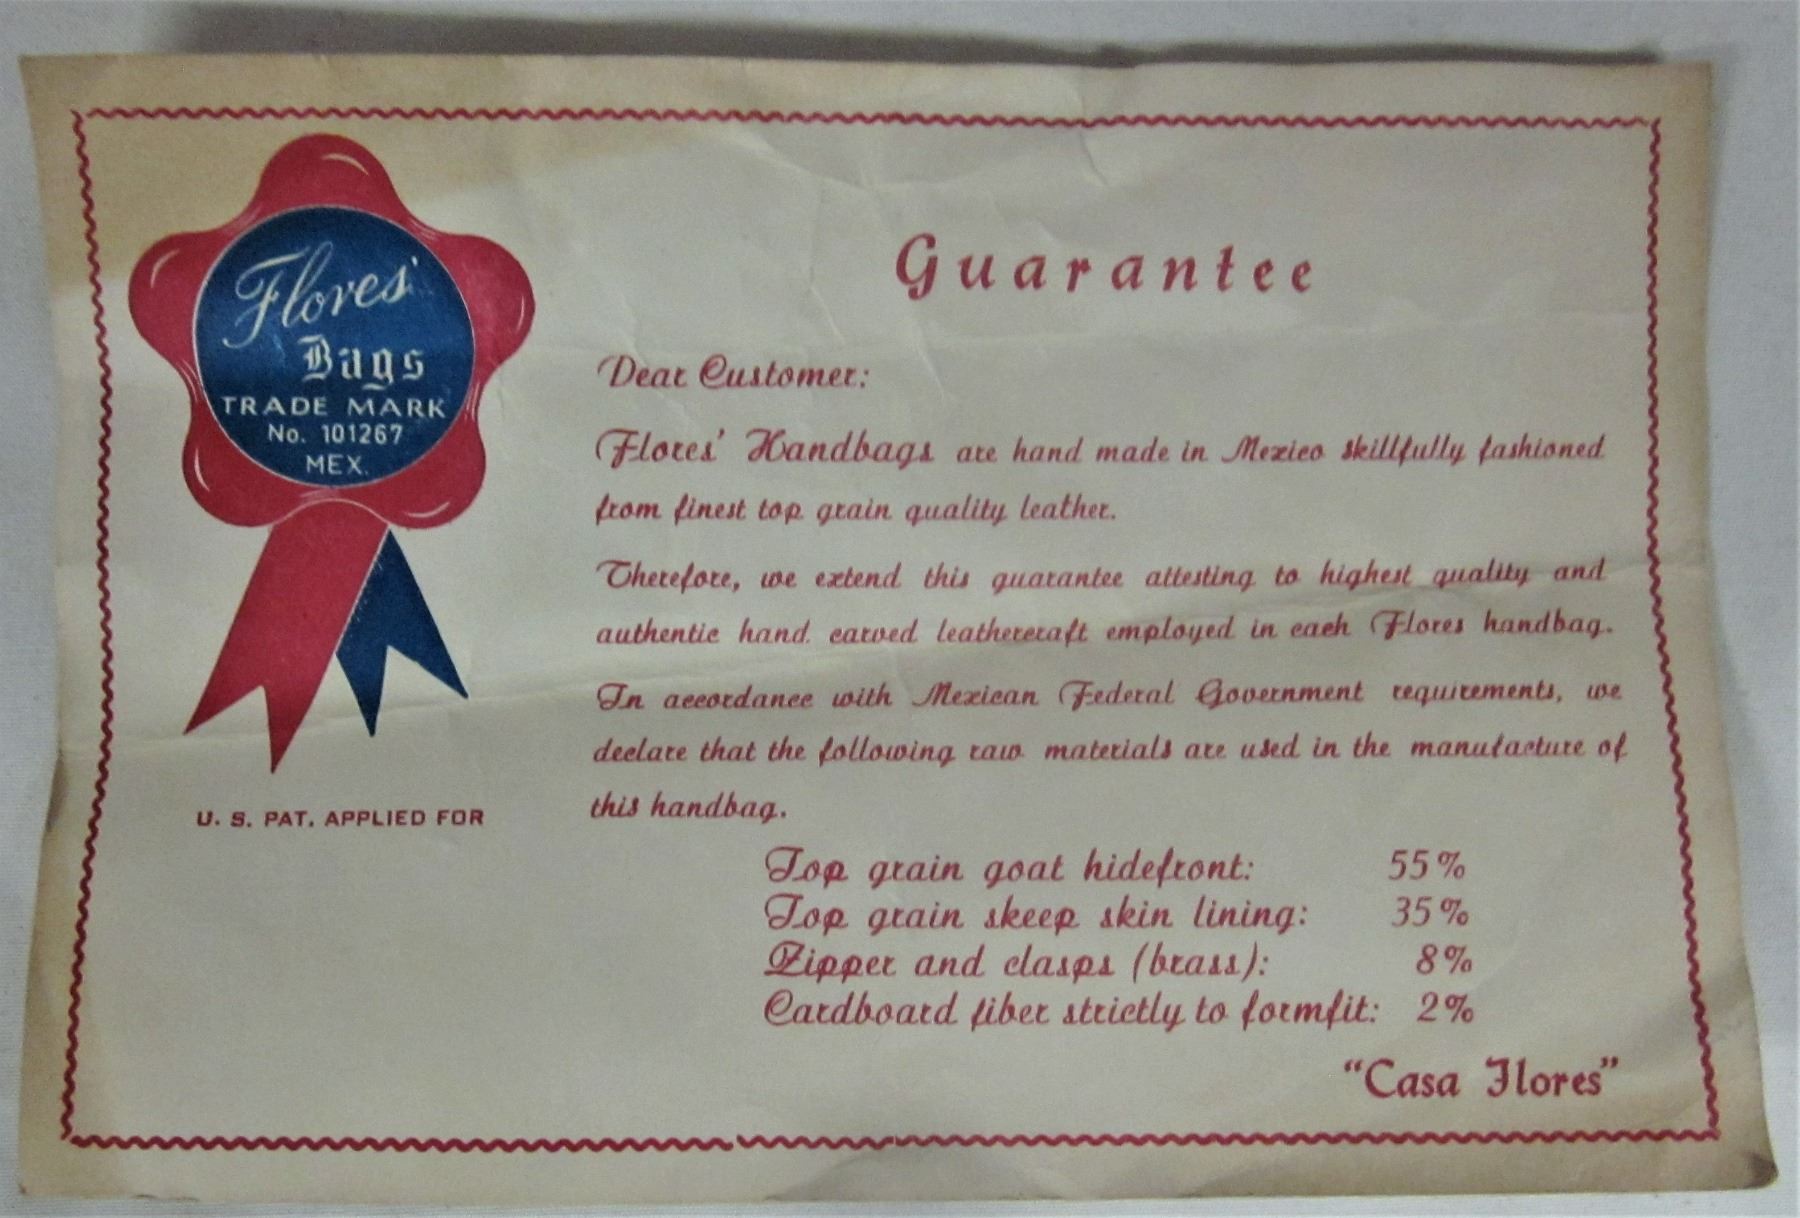 Flores'
Bags
TRADE MARK
No. 101267
MEX.
U. S. PAT. APPLIED FOR
Guarantee
Dear Customer:
Flores' Handbags are hand made in Mexico skillfully fashioned
from finest top grain quality leather.
Therefore, we extend this guarantee attesting to highest quality and
authentic hand carved leathercraft employed in each Flores handbag.
In accordance with Mexican Federal Government requirements, we
declare that the following raw materials are used in the manufacture of
this handbag.
Top grain goat hidefront: 55%
Top grain skeep skin lining: 35%
Zipper and clasps (brass): 8%
Cardboard fiber strictly to formfit: 2%
"Casa Flores"